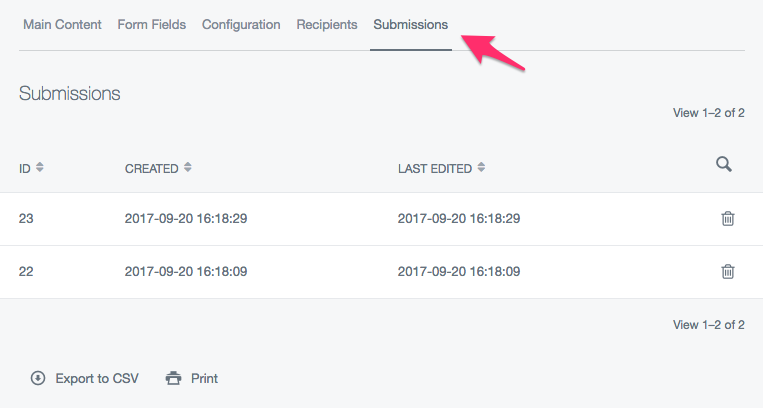 Main Content Form Fields Configuration Recipients Submissions
Submissions
View 1–2 of 2
ID CREATED LAST EDITED
23 2017-09-20 16:18:29 2017-09-20 16:18:29
22 2017-09-20 16:18:09 2017-09-20 16:18:09
View 1–2 of 2
Export to CSV Print